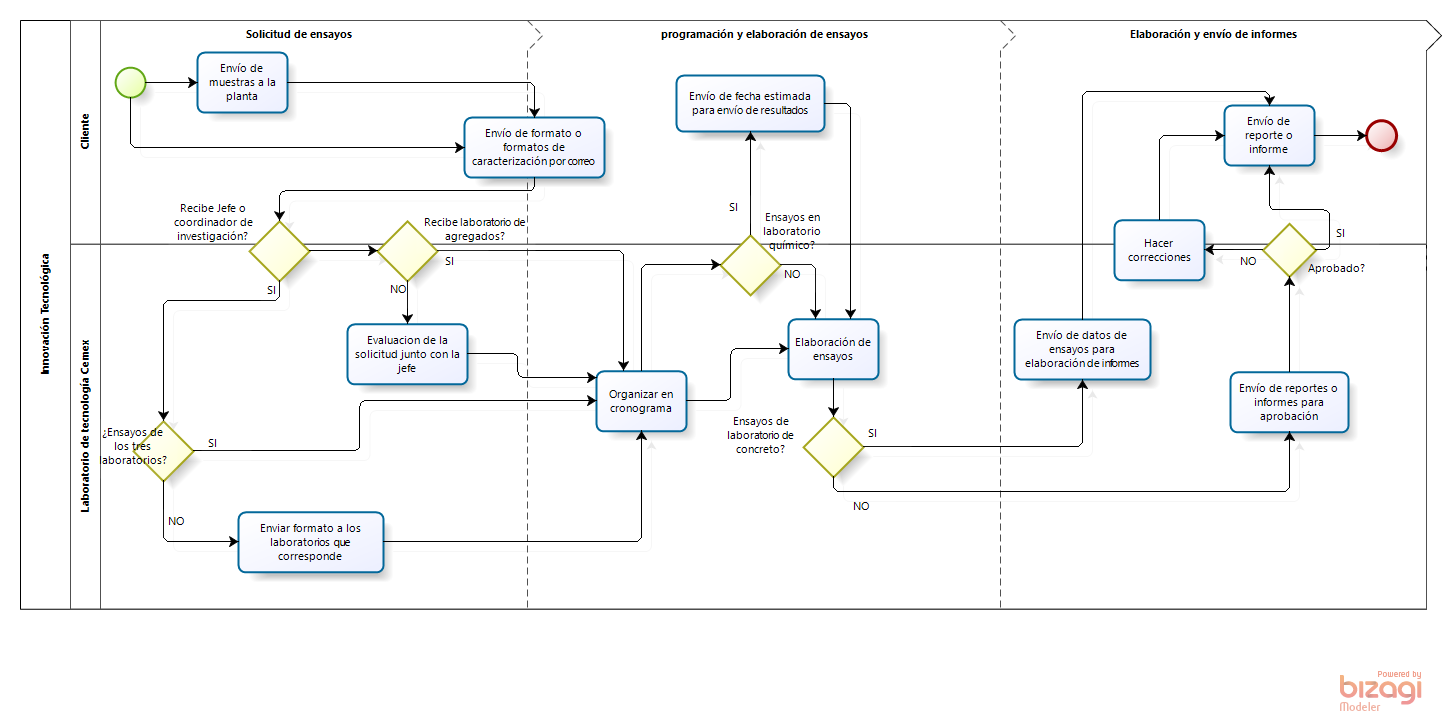 Solicitud de ensayos
programación y elaboración de ensayos
Elaboración y envío de informes
Innovación Tecnológica
Cliente
Laboratorio de tecnología Cemex
Envío de
muestras a la
planta
Envío de formato o
formatos de
caracterización por correo
Recibe Jefe o
coordinador de
investigación?
SI
Recibe laboratorio de
agregados?
SI
NO
Evaluacion de la
solicitud junto con la
jefe
¿Ensayos de
los tres
laboratorios?
SI
NO
Enviar formato a los
laboratorios que
corresponde
Organizar en
cronograma
Envío de fecha estimada
para envío de resultados
SI
Ensayos en
laboratorio
químico?
NO
Elaboración de
ensayos
Ensayos de
laboratorio de
concreto?
SI
NO
Envío de datos de
ensayos para
elaboración de informes
Envío de reportes o
informes para
aprobación
Aprobado?
SI
NO
Hacer
correcciones
Envío de
reporte o
informe
Powered by
bizagi
Modeler